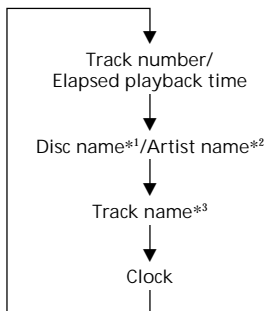 Track number/
Elapsed playback time
Disc name*1/Artist name*2
Track name*3
Clock